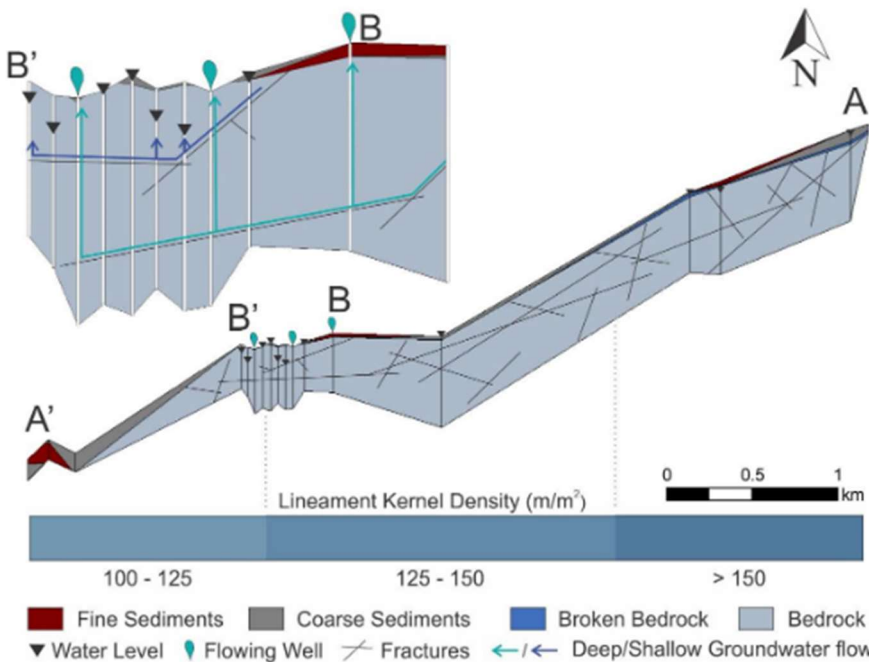 B'
B
N
A
B'
B
A'
0 0.5 1
km
Lineament Kernel Density (m/m²)
100 - 125 125 - 150 > 150
Fine Sediments Coarse Sediments Broken Bedrock Bedrock
Water Level Flowing Well Fractures / Deep/Shallow Groundwater flow